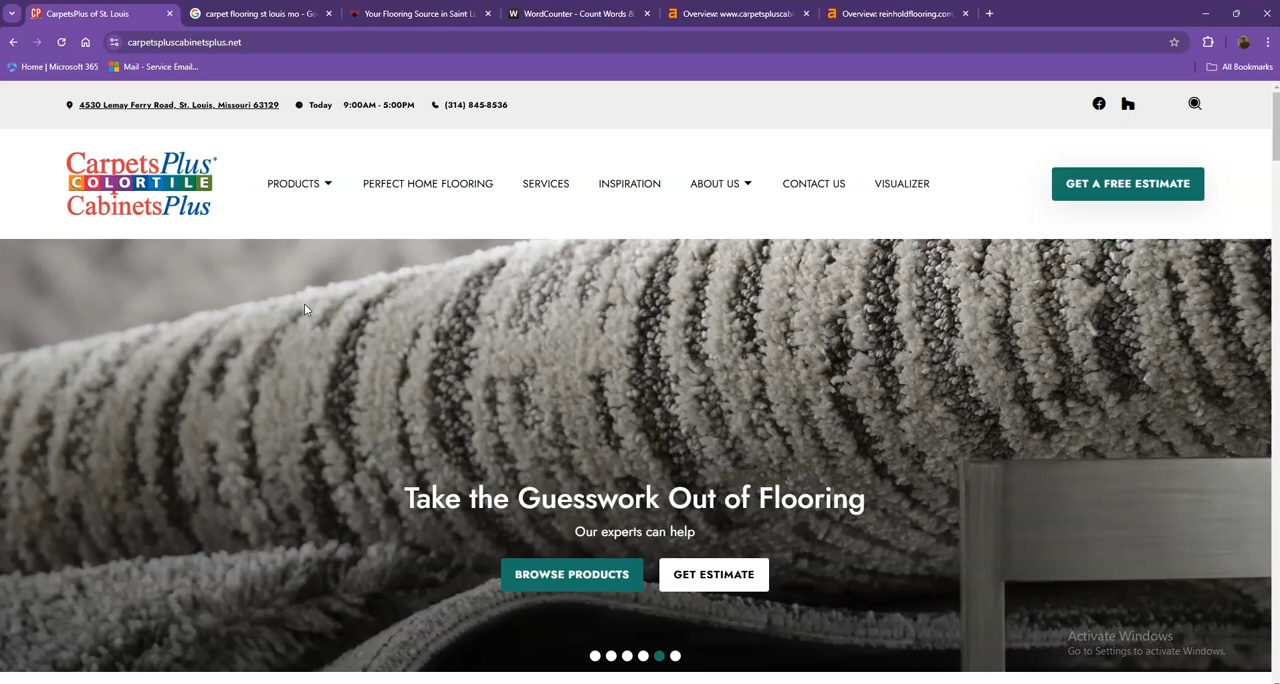 CarpetsPlus of St. Louis
carpet flooring st louis mo - Go
Your Flooring Source in Saint L
WordCounter - Count Words &
Overview: www.carpetspluscabi
Overview: reinholdflooring.com
carpetspluscabinetsplus.net
Home | Microsoft 365
Mail - Service Email...
All Bookmarks
4530 Lemay Ferry Road, St. Louis, Missouri 63129
Today 9:00AM - 5:00PM
(314) 845-8536
CarpetsPlus
COLORTILE
CabinetsPlus
PRODUCTS
PERFECT HOME FLOORING
SERVICES
INSPIRATION
ABOUT US
CONTACT US
VISUALIZER
GET A FREE ESTIMATE
Take the Guesswork Out of Flooring
Our experts can help
BROWSE PRODUCTS
GET ESTIMATE
Activate Windows
Go to Settings to activate Windows.